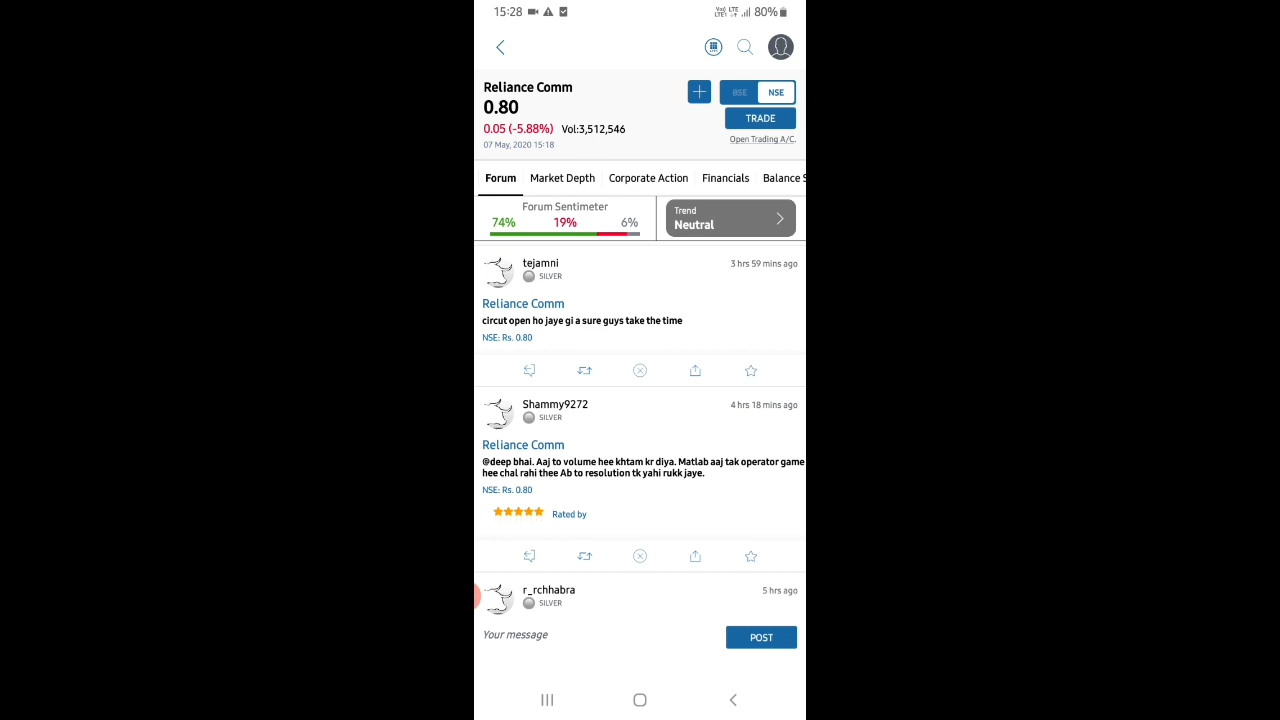 15:28
Vo) LTE
LTE1
80%
Reliance Comm
0.80
0.05 (-5.88%) Vol:3,512,546
07 May, 2020 15:18
BSE NSE
TRADE
Open Trading A/C.
Forum Market Depth Corporate Action Financials Balance S
Forum Sentimeter
74% 19% 6%
Trend
Neutral
tejamni
SILVER
3 hrs 59 mins ago
Reliance Comm
circut open ho jaye gi a sure guys take the time
NSE: Rs. 0.80
Shammy9272
SILVER
4 hrs 18 mins ago
Reliance Comm
@deep bhai. Aaj to volume hee khtam kr diya. Matlab aaj tak operator game
hee chal rahi thee Ab to resolution tk yahi rukk jaye.
NSE: Rs. 0.80
Rated by
r_rchhabra
SILVER
5 hrs ago
Your message
POST